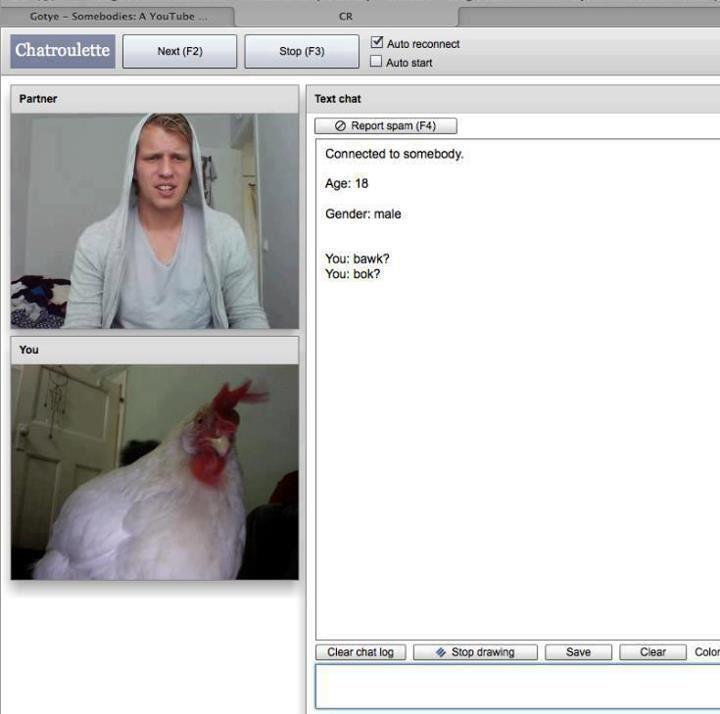 Gotye – Somebodies: A YouTube ...
CR
Chatroulette
Next (F2)
Stop (F3)
Auto reconnect
Auto start
Partner
You
Text chat
Report spam (F4)
Connected to somebody.
Age: 18
Gender: male
You: bawk?
You: bok?
Clear chat log
Stop drawing
Save
Clear
Color